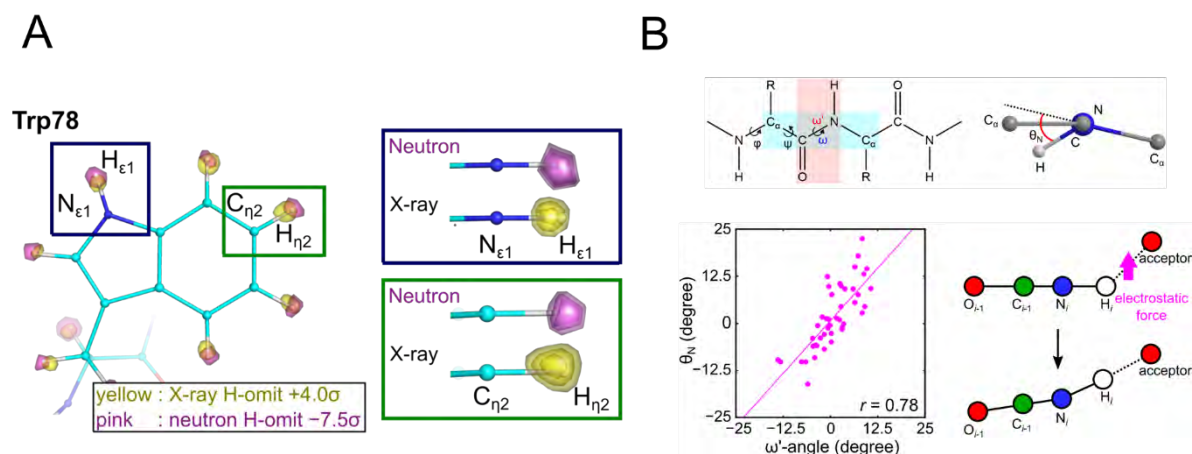 A
Trp78
Hε1
Nε1
Cη2
Hη2
yellow : X-ray H-omit +4.0σ
pink : neutron H-omit −7.5σ
Neutron
X-ray
Nε1
Hε1
Neutron
X-ray
Cη2
Hη2
B
R
H
O
N
H
φ
Cα
ψ
C
O
ω'
ω
N
Cα
R
C
N
H
Cα
θN
H
C
N
Cα
θN (degree)
25
12.5
0
−12.5
−25
−25
−12.5
0
12.5
25
r = 0.78
ω'-angle (degree)
Oi-1
Ci-1
Ni
Hi
acceptor
electrostatic
force
Oi-1
Ci-1
Ni
Hi
acceptor